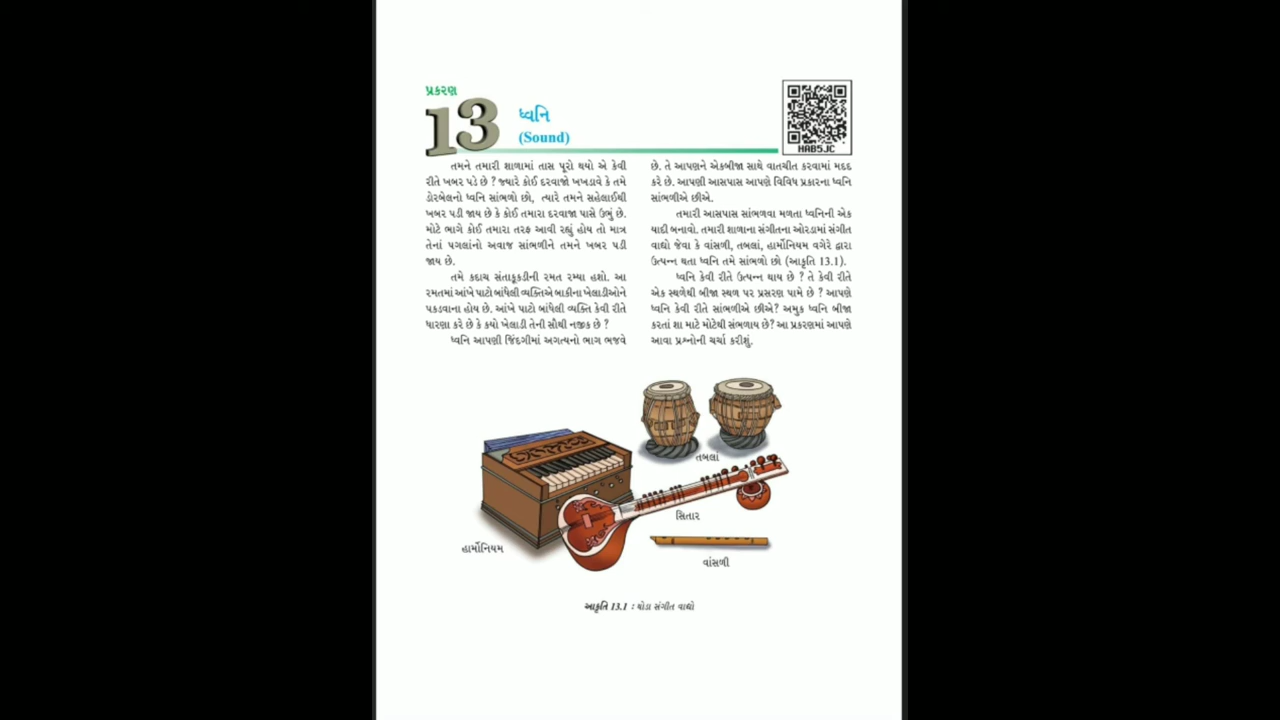 પ્રકરણ
13
ધ્વનિ
(Sound)
HAB5JC
તમને તમારી શાળામાં તાસ પૂરો થયો એ કેવી
રીતે ખબર પડે છે ? જ્યારે કોઈ દરવાજો ખખડાવે કે તમે
ડોરબેલનો ધ્વનિ સાંભળો છો, ત્યારે તમને સહેલાઈથી
ખબર પડી જાય છે કે કોઈ તમારા દરવાજા પાસે ઉભું છે.
મોટે ભાગે કોઈ તમારા તરફ આવી રહ્યું હોય તો માત્ર
તેનાં પગલાંનો અવાજ સાંભળીને તમને ખબર પડી
જાય છે.
તમે કદાચ સંતાકૂકડીની રમત રમ્યા હશો. આ
રમતમાં આંખે પાટો બાંધેલી વ્યક્તિએ બાકીના ખેલાડીઓને
પકડવાના હોય છે. આંખે પાટો બાંધેલી વ્યક્તિ કેવી રીતે
ધારણા કરે છે કે કયો ખેલાડી તેની સૌથી નજીક છે ?
ધ્વનિ આપણી જિંદગીમાં અગત્યનો ભાગ ભજવે
છે. તે આપણને એકબીજા સાથે વાતચીત કરવામાં મદદ
કરે છે. આપણી આસપાસ આપણે વિવિધ પ્રકારના ધ્વનિ
સાંભળીએ છીએ.
તમારી આસપાસ સાંભળવા મળતા ધ્વનિની એક
યાદી બનાવો. તમારી શાળાના સંગીતના ઓરડામાં સંગીત
વાદ્યો જેવા કે વાંસળી, તબલાં, હાર્મોનિયમ વગેરે દ્વારા
ઉત્પન્ન થતા ધ્વનિ તમે સાંભળો છો (આકૃતિ 13.1).
ધ્વનિ કેવી રીતે ઉત્પન્ન થાય છે ? તે કેવી રીતે
એક સ્થળેથી બીજા સ્થળ પર પ્રસરણ પામે છે ? આપણે
ધ્વનિ કેવી રીતે સાંભળીએ છીએ? અમુક ધ્વનિ બીજા
કરતાં શા માટે મોટેથી સંભળાય છે? આ પ્રકરણમાં આપણે
આવા પ્રશ્નોની ચર્ચા કરીશું.
તબલાં
સિતાર
હાર્મોનિયમ
વાંસળી
આકૃતિ 13.1 : થોડા સંગીત વાદ્યો